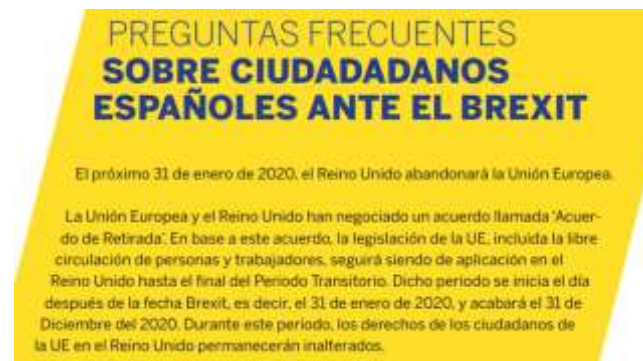 PREGUNTAS FRECUENTES
SOBRE CIUDADADANOS
ESPAÑOLES ANTE EL BREXIT
El próximo 31 de enero de 2020, el Reino Unido abandonará la Unión Europea.
La Unión Europea y el Reino Unido han negociado un acuerdo llamada 'Acuer-
do de Retirada'. En base a este acuerdo, la legislación de la UE, incluida la libre
circulación de personas y trabajadores, seguirá siendo de aplicación en el
Reino Unido hasta el final del Periodo Transitorio. Dicho periodo se inicia el día
después de la fecha Brexit, es decir, el 31 de enero de 2020, y acabará el 31 de
Diciembre del 2020. Durante este período, los derechos de los ciudadanos de
la UE en el Reino Unido permanecerán inalterados.